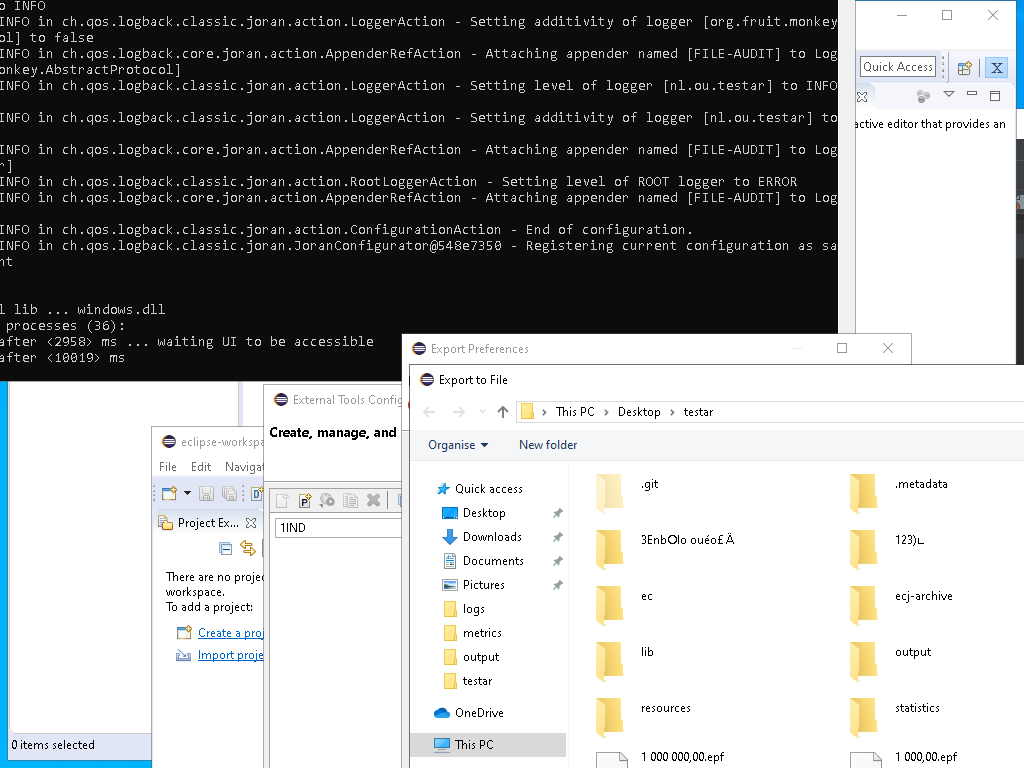 o INFO
INFO in ch.qos.logback.classic.joran.action.LoggerAction - Setting additivity of logger [org.fruit.monkey
ol] to false
INFO in ch.qos.logback.core.joran.action.AppenderRefAction - Attaching appender named [FILE-AUDIT] to Log
onkey.AbstractProtocol]
INFO in ch.qos.logback.classic.joran.action.LoggerAction - Setting level of logger [nl.ou.testar] to INFO
INFO in ch.qos.logback.classic.joran.action.LoggerAction - Setting additivity of logger [nl.ou.testar] to
INFO in ch.qos.logback.core.joran.action.AppenderRefAction - Attaching appender named [FILE-AUDIT] to Log
r]
INFO in ch.qos.logback.classic.joran.action.RootLoggerAction - Setting level of ROOT logger to ERROR
INFO in ch.qos.logback.core.joran.action.AppenderRefAction - Attaching appender named [FILE-AUDIT] to Log
INFO in ch.qos.logback.classic.joran.action.ConfigurationAction - End of configuration.
INFO in ch.qos.logback.classic.joran.JoranConfigurator@548e7350 - Registering current configuration as sa
nt
l lib ... windows.dll
processes (36):
after <2958> ms ... waiting UI to be accessible
after <10019> ms
Quick Access
active editor that provides an
Export Preferences
Export to File
This PC
Desktop
testar
Organise
New folder
Quick access
Desktop
Downloads
Documents
Pictures
logs
metrics
output
testar
OneDrive
This PC
.git
.metadata
123)
ec
ecj-archive
lib
output
resources
statistics
1 000 000,00.epf
1 000,00.epf
External Tools Config
Create, manage, and
1IND
eclipse-workspa
File Edit Navigat
Project Ex...
There are no projec
workspace.
To add a project:
Create a proj
Import proje
0 items selected